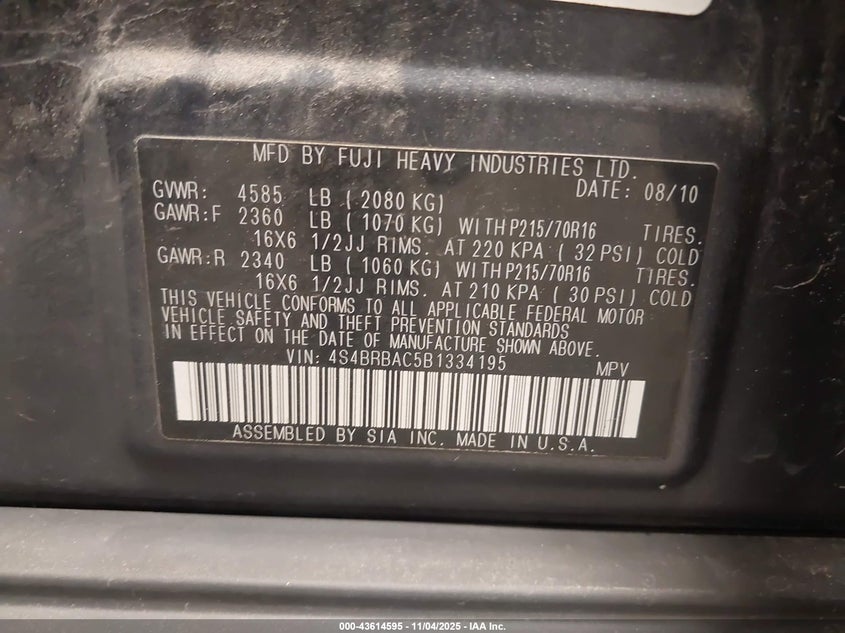 MFD BY FUJI HEAVY INDUSTRIES LTD.
DATE: 08/10
GVWR: 4585 LB ( 2080 KG)
GAWR:F 2360 LB ( 1070 KG) WITH P215/70R16 TIRES.
16X6 1/2JJ RIMS. AT 220 KPA ( 32 PSI) COLD
GAWR:R 2340 LB ( 1060 KG) WITH P215/70R16 TIRES.
16X6 1/2JJ RIMS. AT 210 KPA ( 30 PSI) COLD
THIS VEHICLE CONFORMS TO ALL APPLICABLE FEDERAL MOTOR
VEHICLE SAFETY AND THEFT PREVENTION STANDARDS
IN EFFECT ON THE DATE OF MANUFACTURE SHOWN ABOVE.
VIN: 4S4BRBAC5B1334195 MPV
ASSEMBLED BY SIA INC. MADE IN U.S.A.
000-43614595 - 11/04/2025 - IAA Inc.